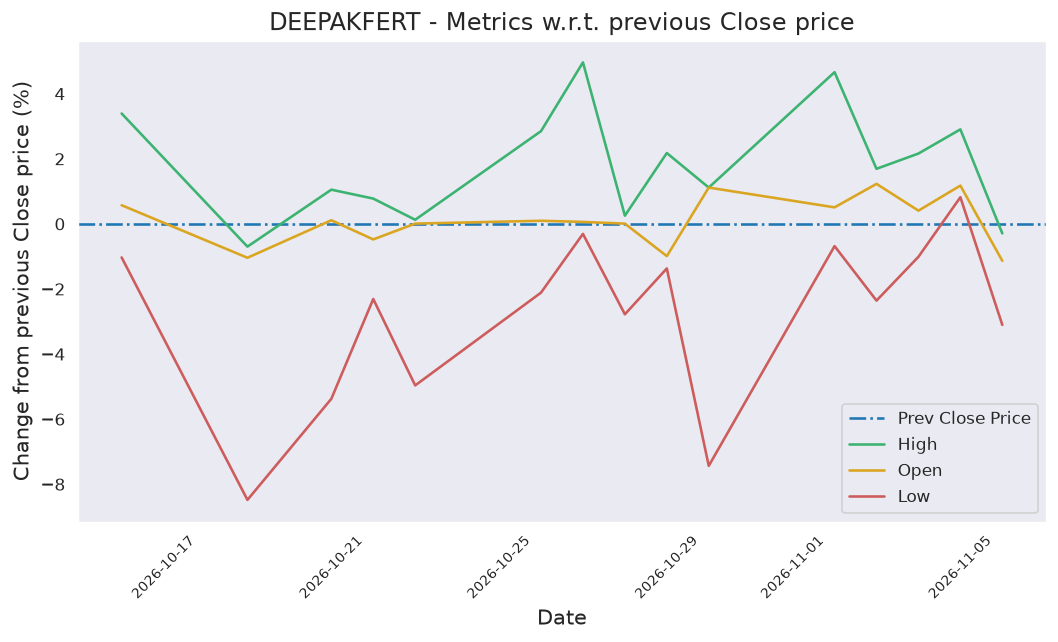 DEEPAKFERT - Metrics w.r.t. previous Close price
Change from previous Close price (%)
4
2
0
−2
−4
−6
−8
Prev Close Price
High
Open
Low
2026-10-17
2026-10-21
2026-10-25
2026-10-29
2026-11-01
2026-11-05
Date